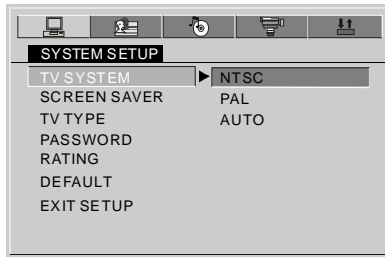 SYSTEM SETUP
TV SYSTEM NTSC
SCREEN SAVER PAL
TV TYPE AUTO
PASSWORD
RATING
DEFAULT
EXIT SETUP